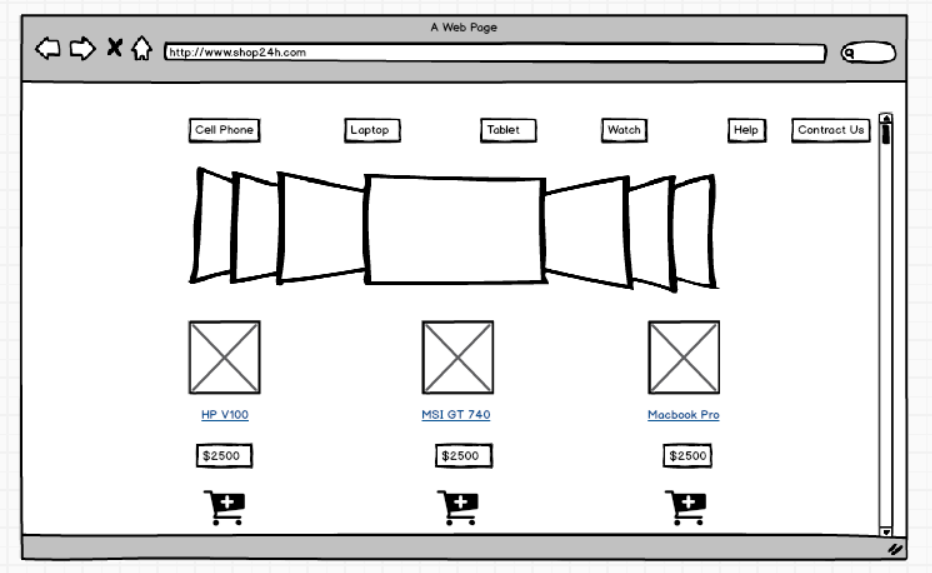 A Web Page
http://www.shop24h.com
Cell Phone Laptop Tablet Watch Help Contract Us
HP V100 MSI GT 740 Macbook Pro
$2500 $2500 $2500